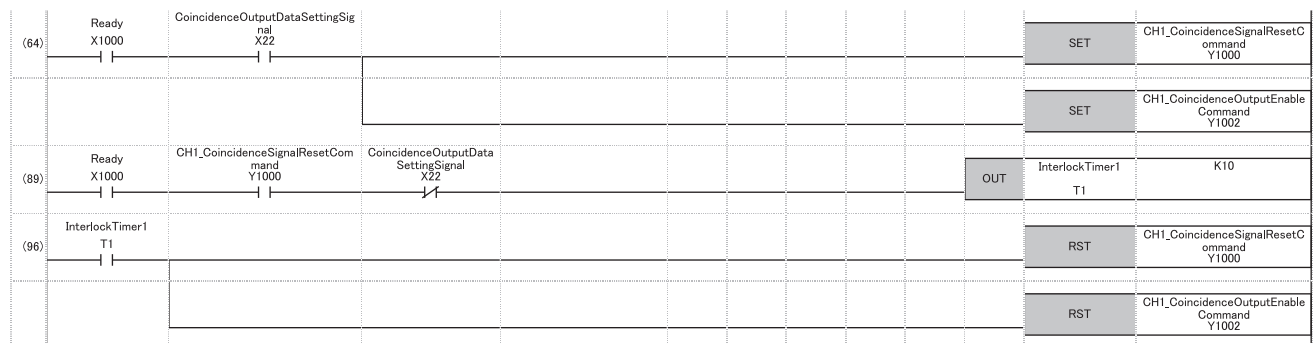 Ready
X1000
CoincidenceOutputDataSettingSig
nal
X22
(64)
SET
CH1_CoincidenceSignalResetC
ommand
Y1000
SET
CH1_CoincidenceOutputEnable
Command
Y1002
Ready
X1000
CH1_CoincidenceSignalResetCom
mand
Y1000
CoincidenceOutputData
SettingSignal
X22
(89)
OUT
InterlockTimer1
T1
K10
InterlockTimer1
T1
(96)
RST
CH1_CoincidenceSignalResetC
ommand
Y1000
RST
CH1_CoincidenceOutputEnable
Command
Y1002